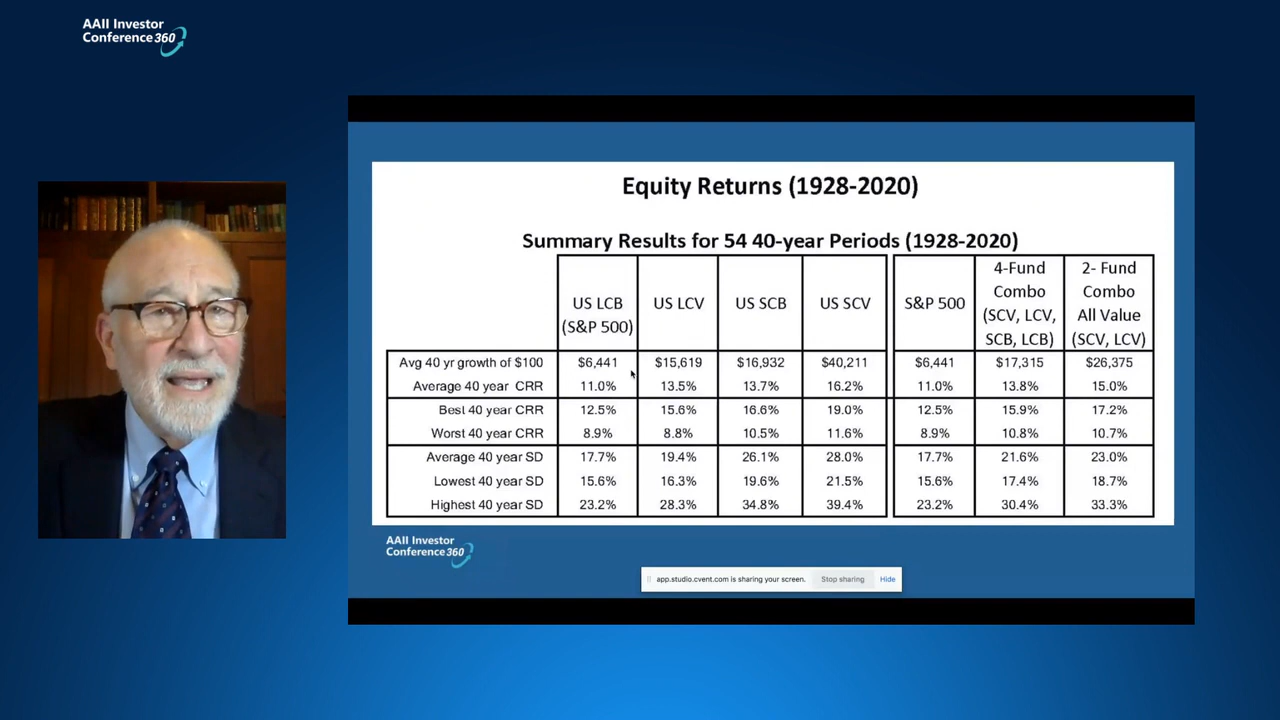 AAII Investor
Conference 360
Equity Returns (1928-2020)
Summary Results for 54 40-year Periods (1928-2020)
US LCB (S&P 500) US LCV US SCB US SCV S&P 500 4-Fund Combo (SCV, LCV, SCB, LCB) 2- Fund Combo All Value (SCV, LCV)
Avg 40 yr growth of $100 $6,441 $15,619 $16,932 $40,211 $6,441 $17,315 $26,375
Average 40 year CRR 11.0% 13.5% 13.7% 16.2% 11.0% 13.8% 15.0%
Best 40 year CRR 12.5% 15.6% 16.6% 19.0% 12.5% 15.9% 17.2%
Worst 40 year CRR 8.9% 8.8% 10.5% 11.6% 8.9% 10.8% 10.7%
Average 40 year SD 17.7% 19.4% 26.1% 28.0% 17.7% 21.6% 23.0%
Lowest 40 year SD 15.6% 16.3% 19.6% 21.5% 15.6% 17.4% 18.7%
Highest 40 year SD 23.2% 28.3% 34.8% 39.4% 23.2% 30.4% 33.3%
AAII Investor
Conference 360
app.studio.cvent.com is sharing your screen. Stop sharing Hide